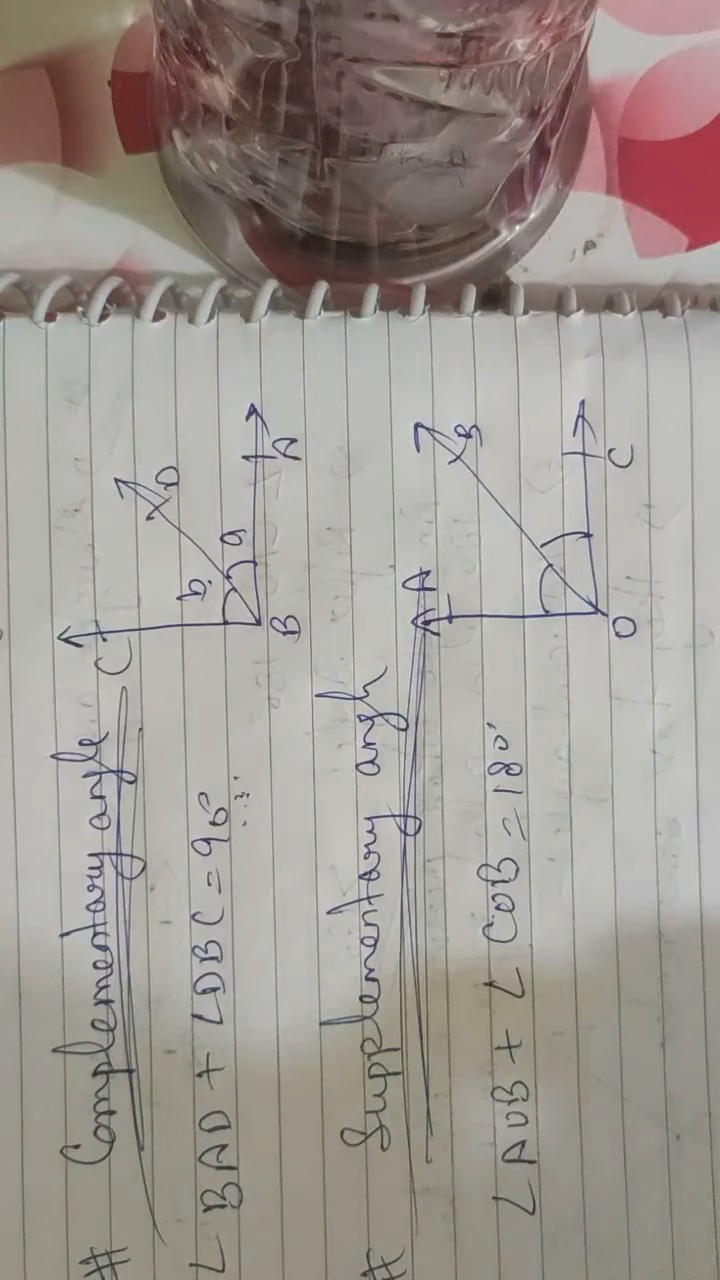 # Complementary angle
∠BAD + ∠DBC = 90°
C
D
b
a
B
A
# Supplementary angle
∠AOB + ∠COB = 180°
A
B
O
C